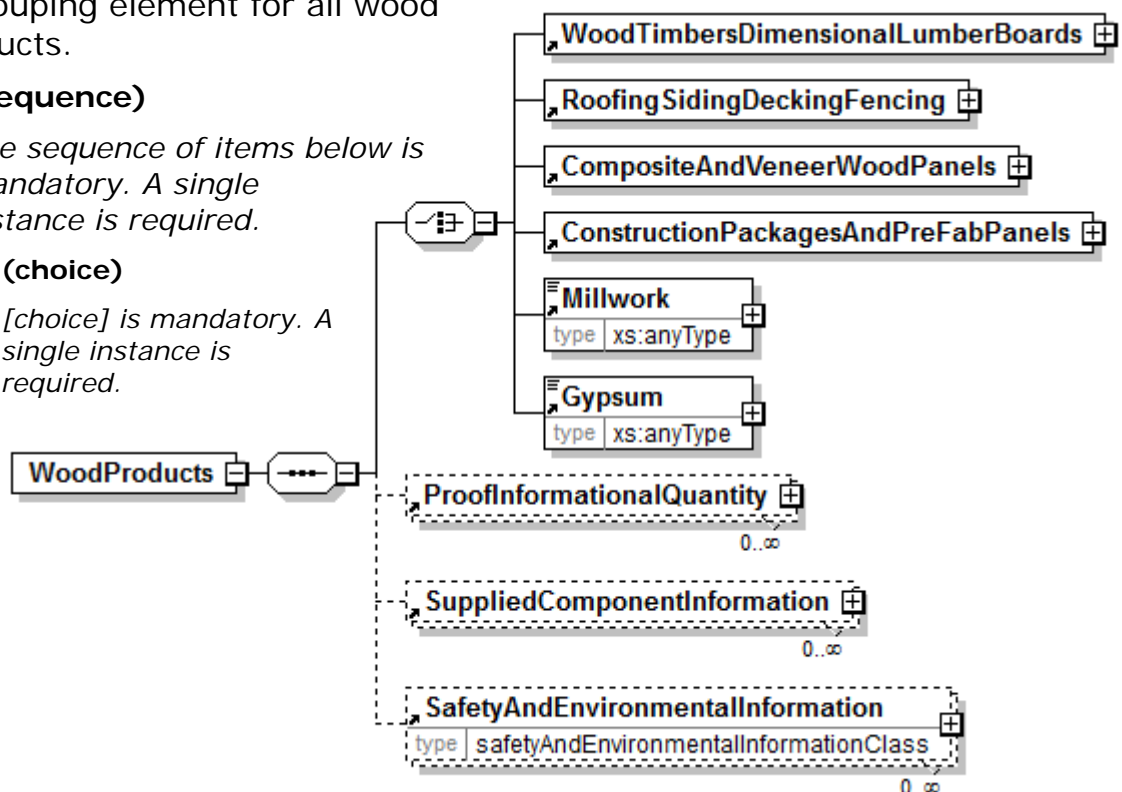 ouping element for all wood
ucts.
equence)
e sequence of items below is
andatory. A single
stance is required.
(choice)
[choice] is mandatory. A
single instance is
required.
WoodProducts
WoodTimbersDimensionalLumberBoards
RoofingSidingDeckingFencing
CompositeAndVeneerWoodPanels
ConstructionPackagesAndPreFabPanels
Millwork
type xs:anyType
Gypsum
type xs:anyType
ProofInformationalQuantity
0..∞
SuppliedComponentInformation
0..∞
SafetyAndEnvironmentalInformation
type safetyAndEnvironmentalInformationClass
0..∞